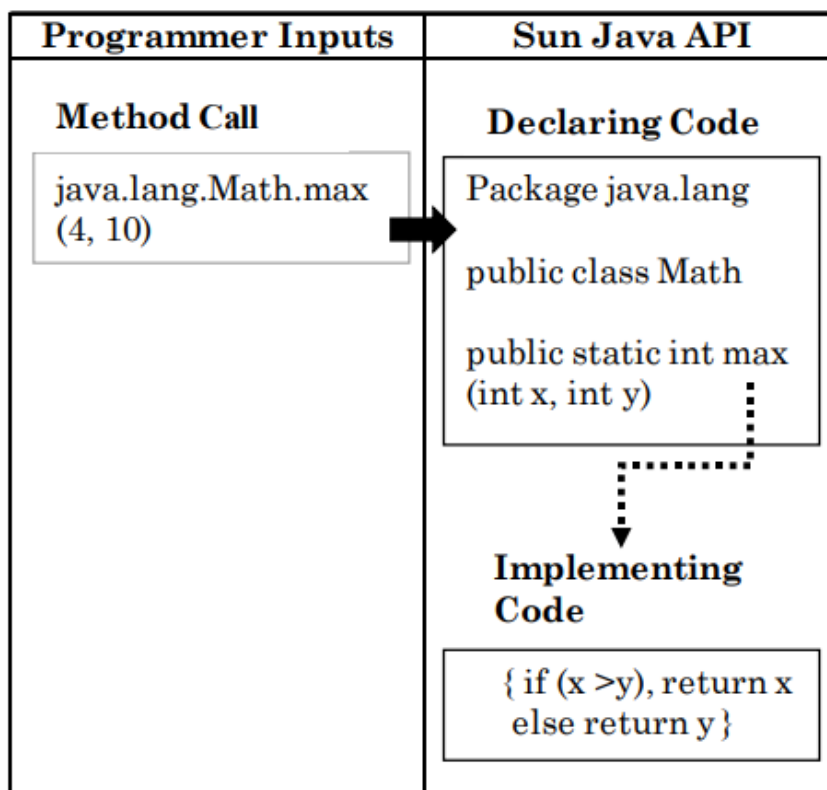 Programmer Inputs
Sun Java API
Method Call
java.lang.Math.max
(4, 10)
Declaring Code
Package java.lang
public class Math
public static int max
(int x, int y)
Implementing
Code
{ if (x >y), return x
else return y }